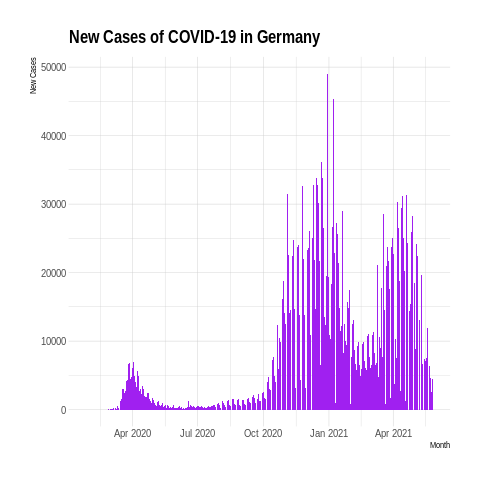 New Cases of COVID-19 in Germany
New Cases
50000
40000
30000
20000
10000
0
Apr 2020 Jul 2020 Oct 2020 Jan 2021 Apr 2021
Month